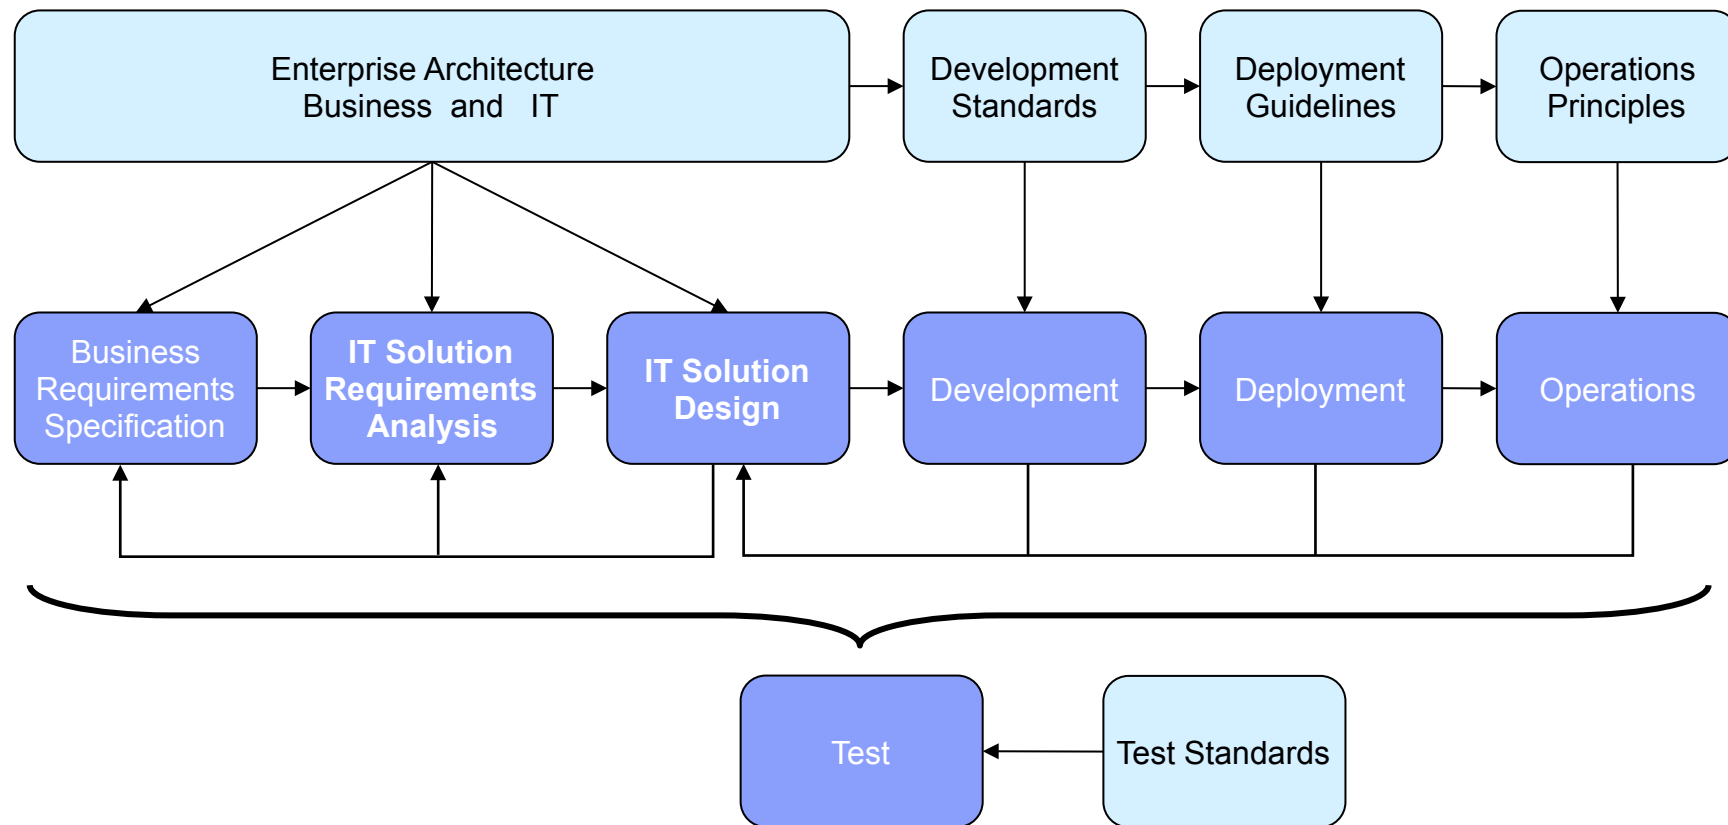 Enterprise Architecture
Business and IT
Development
Standards
Deployment
Guidelines
Operations
Principles
Business
Requirements
Specification
IT Solution
Requirements
Analysis
IT Solution
Design
Development
Deployment
Operations
Test
Test Standards